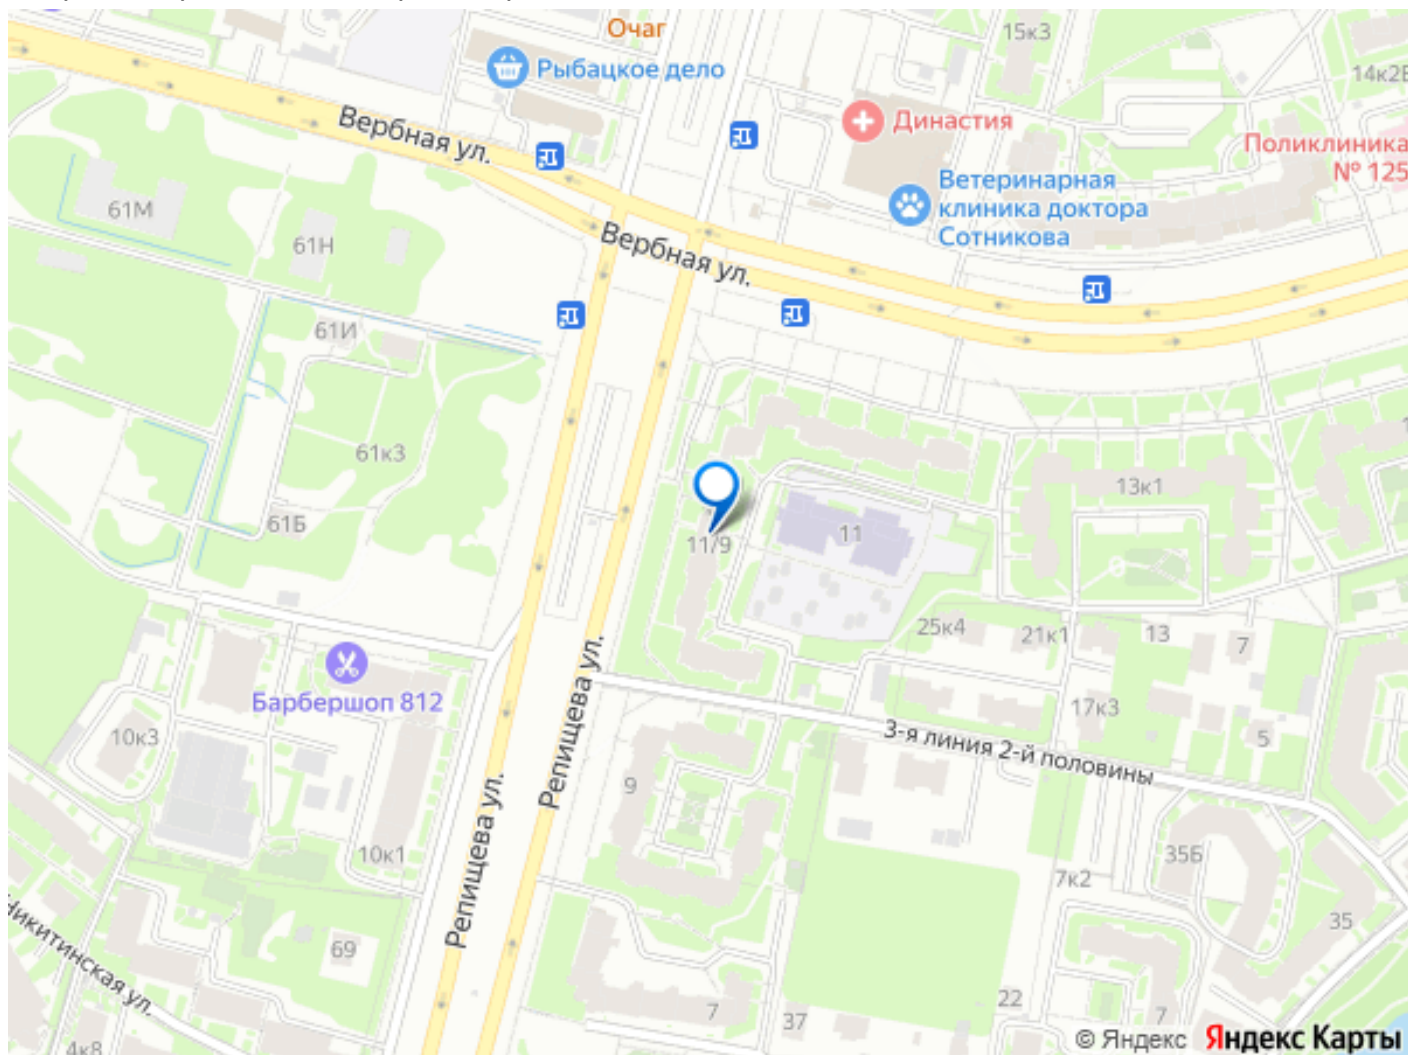 Очаг
15к3
Рыбацкое дело
14к2Е
Вербная ул.
Династия
Поликлиника
№ 125
Ветеринарная
клиника доктора
Сотникова
61М
61Н
Вербная ул.
61И
61к3
13к1
61Б
11/9
11
25к4
21к1
13
7
Барбершоп 812
Репищева ул.
17к3
10к3
3-я линия 2-й половины
5
9
Репищева ул.
10к1
35Б
7к2
Никитинская ул.
69
35
22
7
37
7
4к8
© Яндекс Яндекс Карты